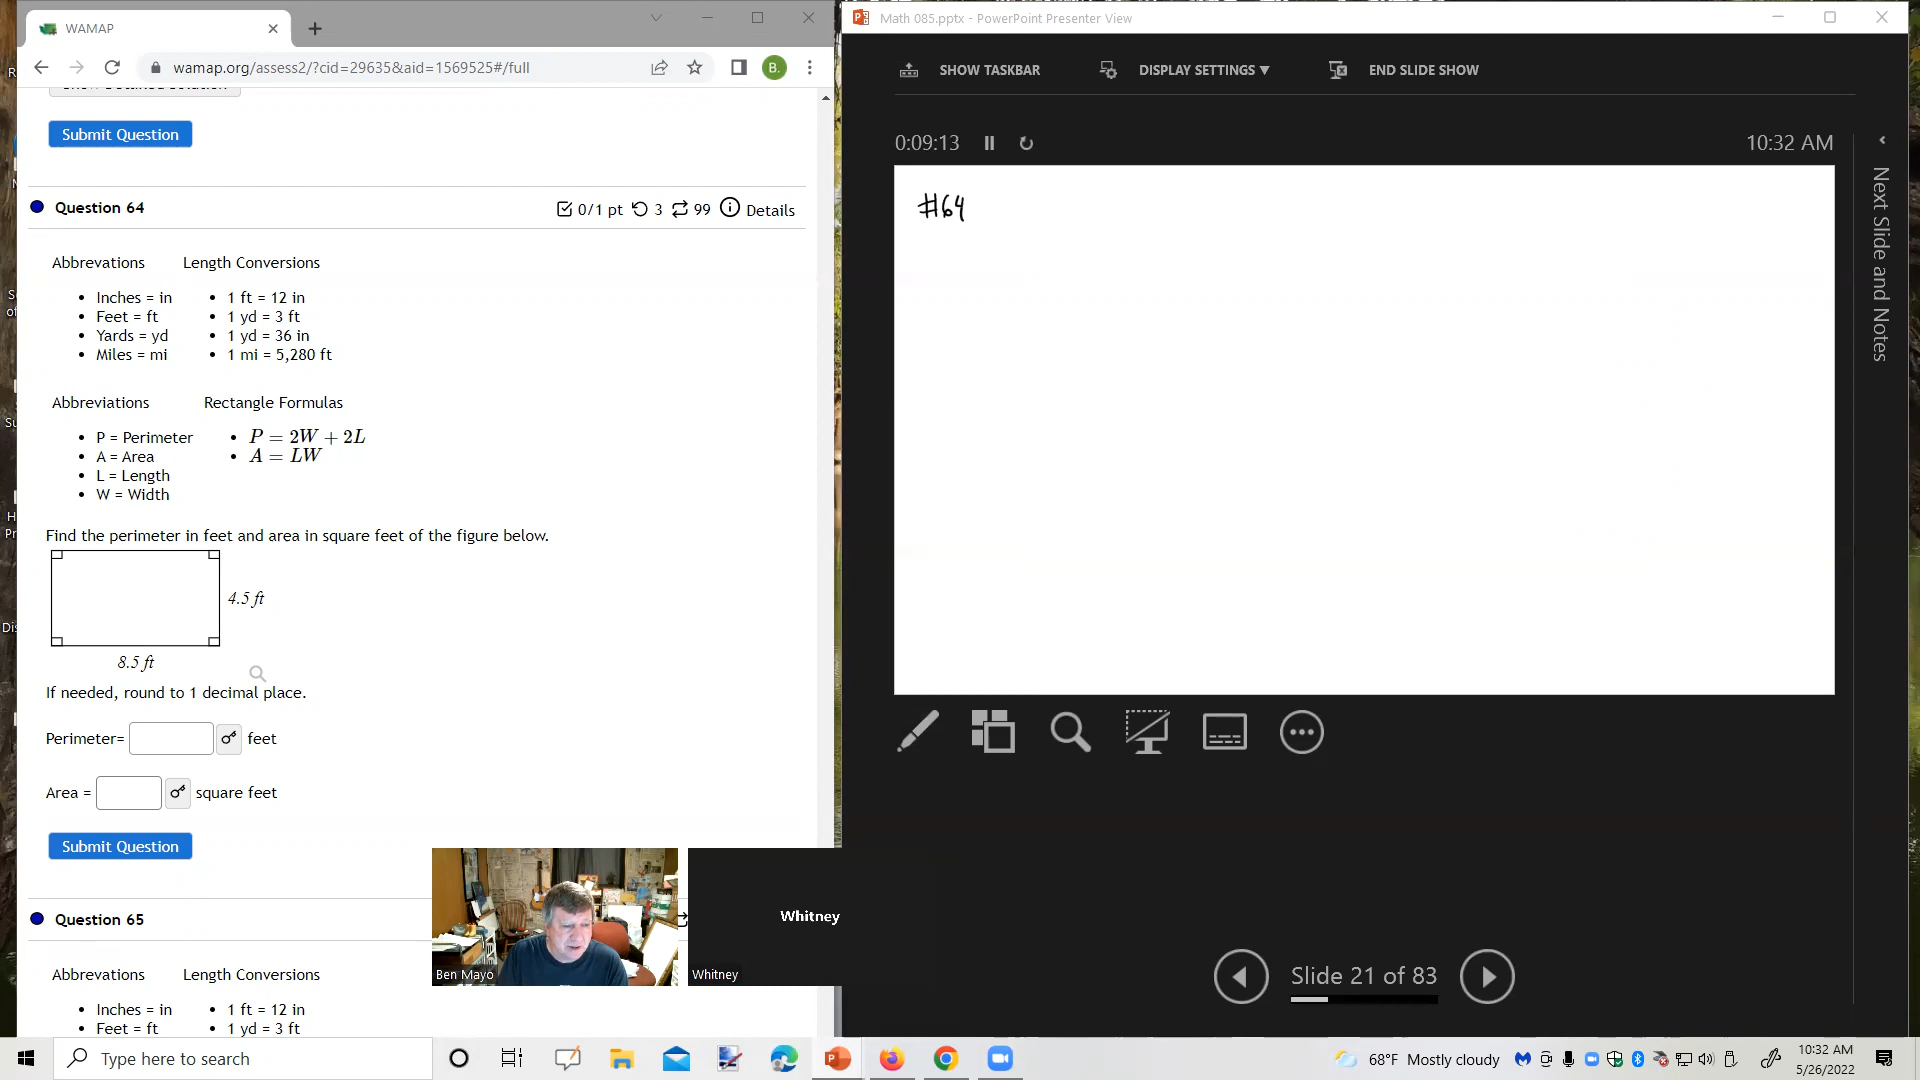 WAMAP
wamap.org/assess2/?cid=29635&aid=1569525#/full
B.
Submit Question
Question 64
0/1 pt 3 99 Details
Abbrevations Length Conversions
• Inches = in • 1 ft = 12 in
• Feet = ft • 1 yd = 3 ft
• Yards = yd • 1 yd = 36 in
• Miles = mi • 1 mi = 5,280 ft
Abbreviations Rectangle Formulas
• P = Perimeter • P = 2W + 2L
• A = Area • A = LW
• L = Length
• W = Width
Find the perimeter in feet and area in square feet of the figure below.
4.5 ft
8.5 ft
If needed, round to 1 decimal place.
Perimeter= feet
Area = square feet
Submit Question
Question 65
Abbrevations Length Conversions
• Inches = in • 1 ft = 12 in
• Feet = ft • 1 yd = 3 ft
Ben Mayo
Whitney
Whitney
Math 085.pptx - PowerPoint Presenter View
SHOW TASKBAR DISPLAY SETTINGS ▼ END SLIDE SHOW
0:09:13 10:32 AM
#64
Next Slide and Notes
Slide 21 of 83
Type here to search
68°F Mostly cloudy
10:32 AM
5/26/2022